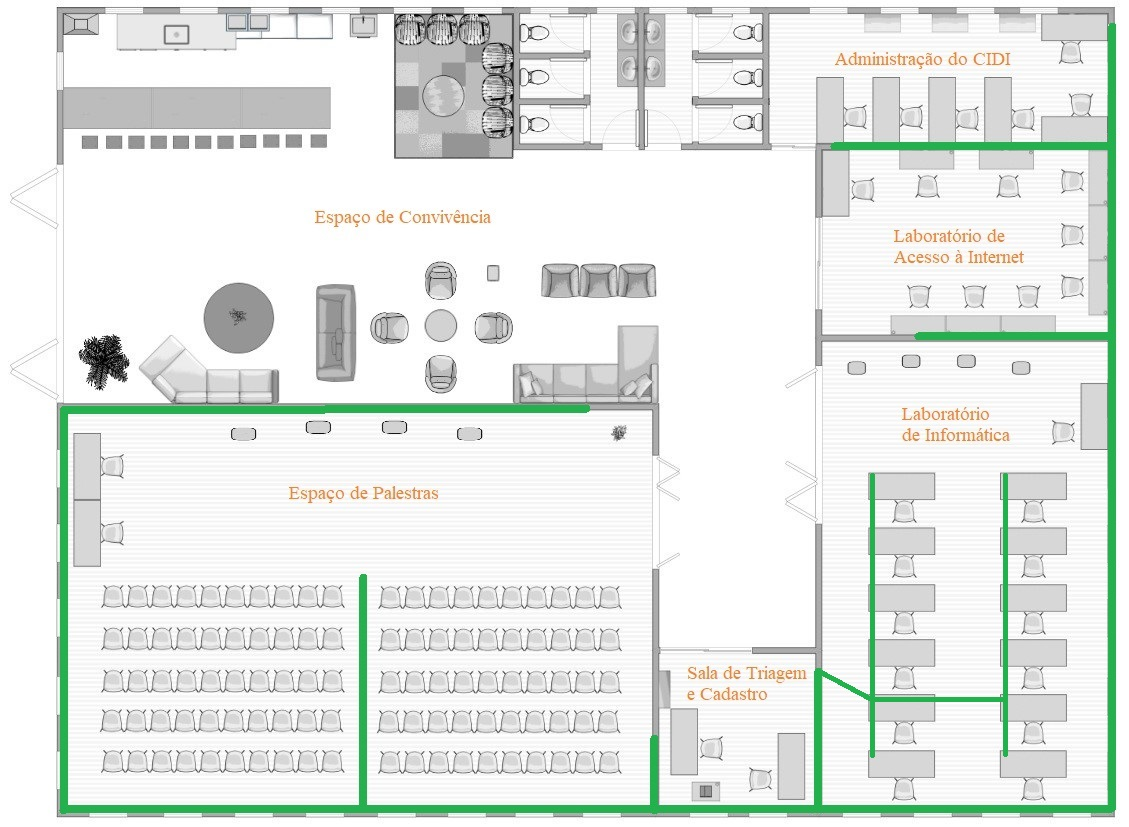 Administração do CIDI
Espaço de Convivência
Laboratório de
Acesso à Internet
Laboratório
de Informática
Espaço de Palestras
Sala de Triagem
e Cadastro